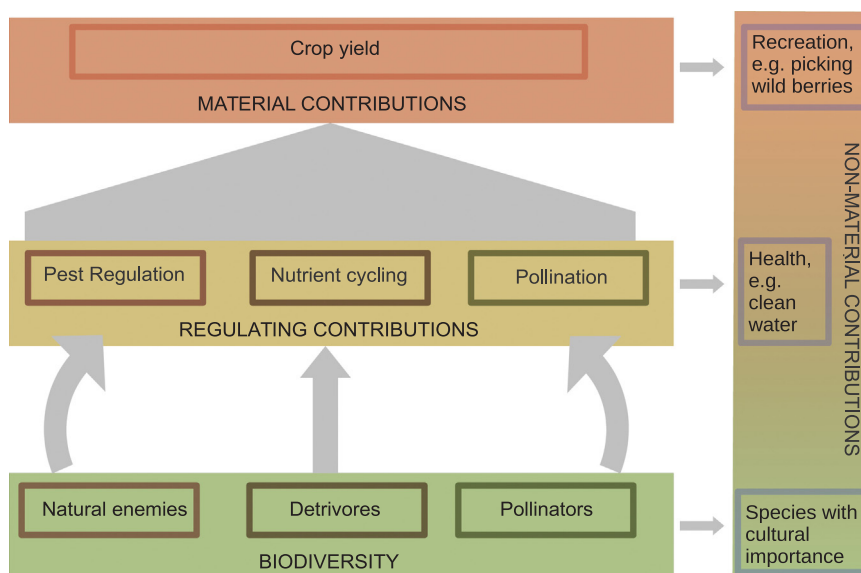 Crop yield
MATERIAL CONTRIBUTIONS
Recreation,
e.g. picking
wild berries
Pest Regulation
Nutrient cycling
Pollination
REGULATING CONTRIBUTIONS
Health,
e.g.
clean
water
NON-MATERIAL CONTRIBUTIONS
Natural enemies
Detrivores
Pollinators
BIODIVERSITY
Species with
cultural
importance